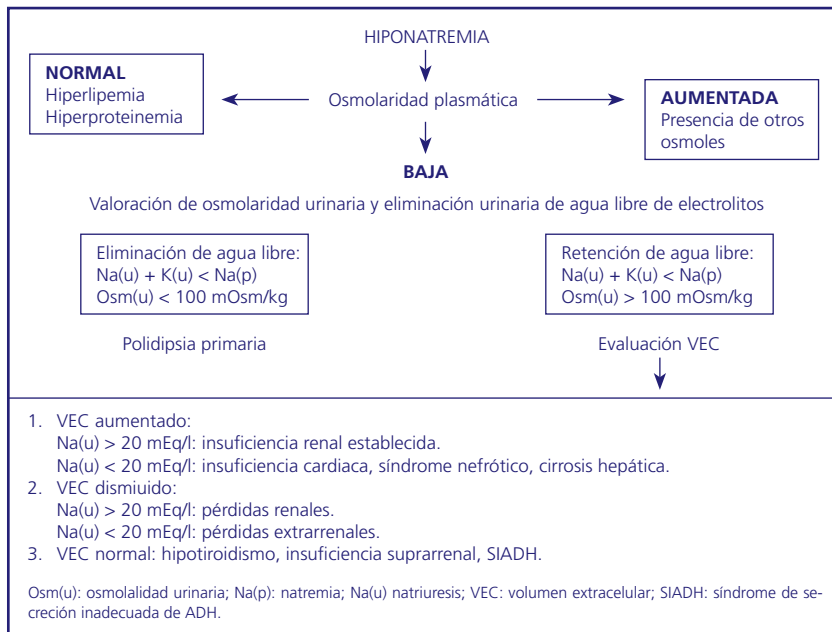 HIPONATREMIA
NORMAL
Hiperlipemia
Hiperproteinemia
Osmolaridad plasmática
AUMENTADA
Presencia de otros
osmoles
BAJA
Valoración de osmolaridad urinaria y eliminación urinaria de agua libre de electrolitos
Eliminación de agua libre:
Na(u) + K(u) < Na(p)
Osm(u) < 100 mOsm/kg
Retención de agua libre:
Na(u) + K(u) < Na(p)
Osm(u) > 100 mOsm/kg
Polidipsia primaria
Evaluación VEC
1. VEC aumentado:
Na(u) > 20 mEq/l: insuficiencia renal establecida.
Na(u) < 20 mEq/l: insuficiencia cardiaca, síndrome nefrótico, cirrosis hepática.
2. VEC dismiuido:
Na(u) > 20 mEq/l: pérdidas renales.
Na(u) < 20 mEq/l: pérdidas extrarrenales.
3. VEC normal: hipotiroidismo, insuficiencia suprarrenal, SIADH.
Osm(u): osmolalidad urinaria; Na(p): natremia; Na(u) natriuresis; VEC: volumen extracelular; SIADH: síndrome de se-
creción inadecuada de ADH.